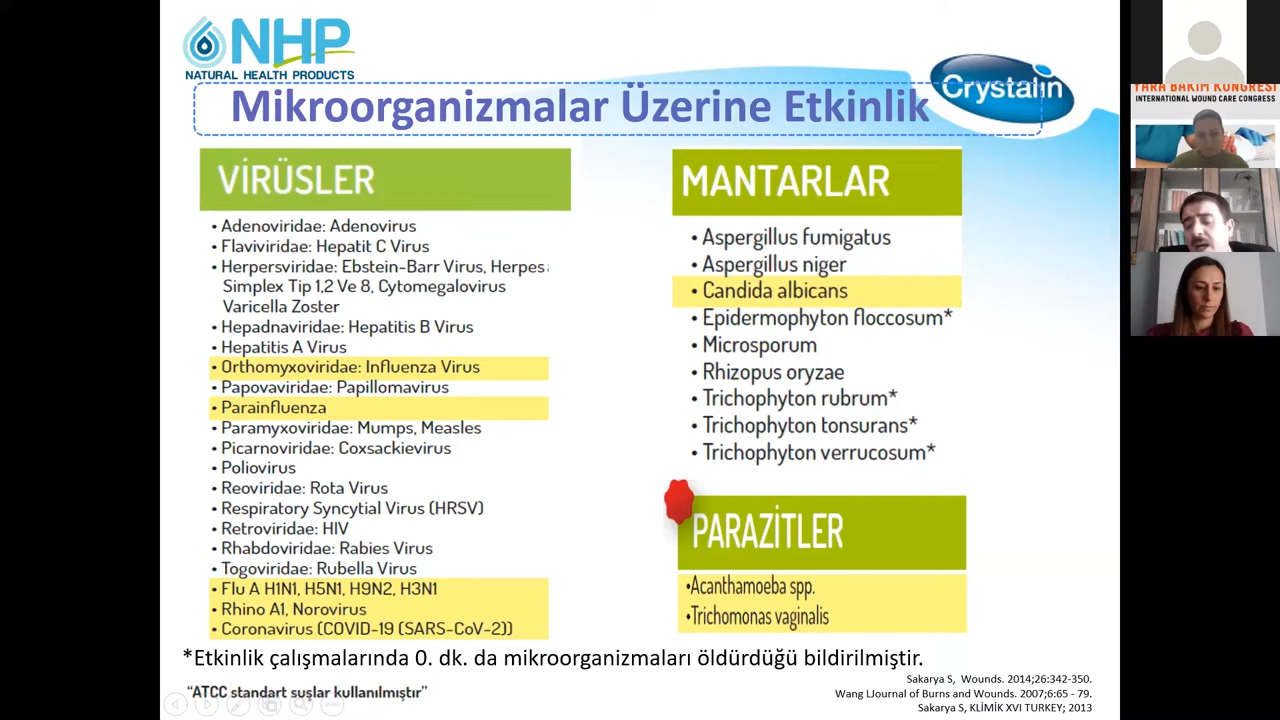 NHP
NATURAL HEALTH PRODUCTS
Crystalin
Mikroorganizmalar Üzerine Etkinlik
VİRÜSLER
• Adenoviridae: Adenovirus
• Flaviviridae: Hepatit C Virus
• Herpersviridae: Ebstein-Barr Virus, Herpes
Simplex Tip 1,2 Ve 8, Cytomegalovirus
Varicella Zoster
• Hepadnaviridae: Hepatitis B Virus
• Hepatitis A Virus
• Orthomyxoviridae: Influenza Virus
• Papovaviridae: Papillomavirus
• Parainfluenza
• Paramyxoviridae: Mumps, Measles
• Picarnoviridae: Coxsackievirus
• Poliovirus
• Reoviridae: Rota Virus
• Respiratory Syncytial Virus (HRSV)
• Retroviridae: HIV
• Rhabdoviridae: Rabies Virus
• Togoviridae: Rubella Virus
• Flu A H1N1, H5N1, H9N2, H3N1
• Rhino A1, Norovirus
• Coronavirus (COVID-19 (SARS-CoV-2))
MANTARLAR
• Aspergillus fumigatus
• Aspergillus niger
• Candida albicans
• Epidermophyton floccosum*
• Microsporum
• Rhizopus oryzae
• Trichophyton rubrum*
• Trichophyton tonsurans*
• Trichophyton verrucosum*
PARAZİTLER
•Acanthamoeba spp.
•Trichomonas vaginalis
*Etkinlik çalışmalarında 0. dk. da mikroorganizmaları öldürdüğü bildirilmiştir.
"ATCC standart suşlar kullanılmıştır"
Sakarya S, Wounds. 2014;26:342-350.
Wang LJournal of Burns and Wounds. 2007;6:65 - 79.
Sakarya S, KLİMİK XVI TURKEY; 2013
YARA BAKIM KONGRESİ
INTERNATIONAL WOUND CARE CONGRESS